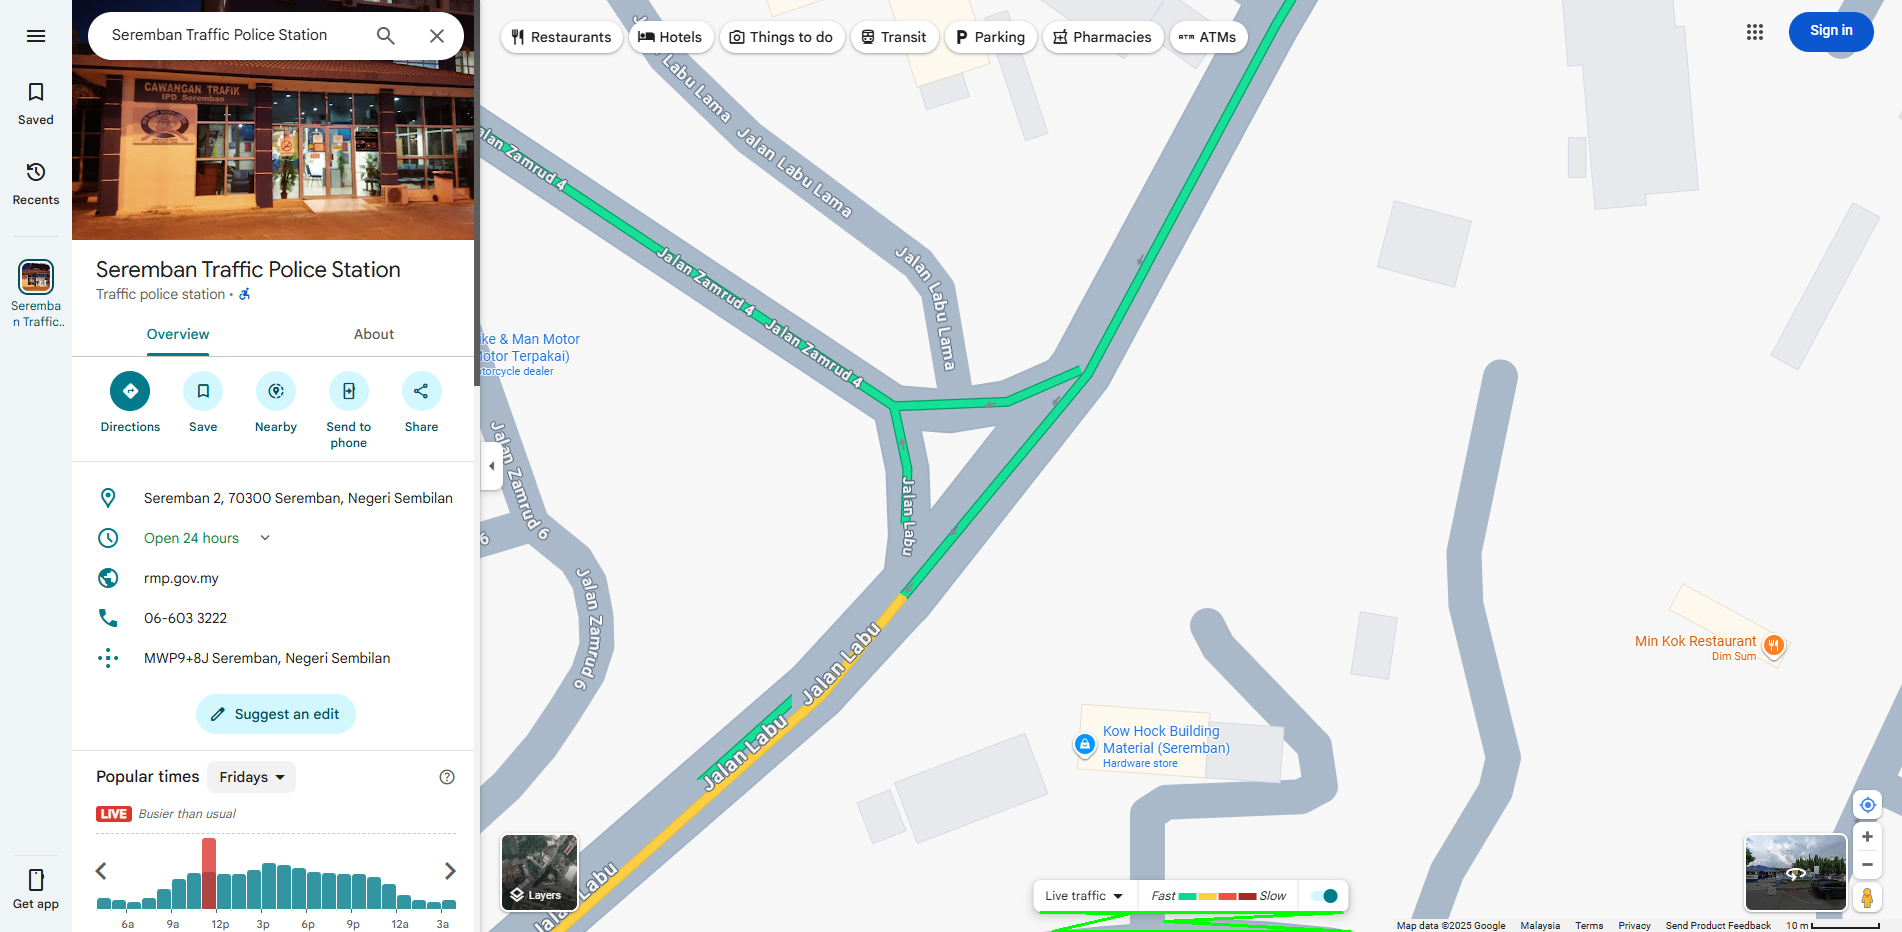 Seremban Traffic Police Station
Restaurants
Hotels
Things to do
Transit
Parking
Pharmacies
ATMs
Sign in
Saved
Recents
Seremba
n Traffic..
Get app
CAWANGAN TRAFIK
IPD Seremban
Seremban Traffic Police Station
Traffic police station ·
Overview
About
Directions
Save
Nearby
Send to
phone
Share
Seremban 2, 70300 Seremban, Negeri Sembilan
Open 24 hours
rmp.gov.my
06-603 3222
MWP9+8J Seremban, Negeri Sembilan
Suggest an edit
Popular times
Fridays
LIVE Busier than usual
6a 9a 12p 3p 6p 9p 12a 3a
Labu Lama
Jalan Labu Lama
Jalan Labu Lama
alan Zamrud 4
Jalan Zamrud 4
Jalan Zamrud 4
ike & Man Motor
otor Terpakai)
otorcycle dealer
Jalan Zamrud 6
6
Jalan Zamrud 6
Jalan Labu
Jalan Labu
Jalan Labu
Jalan Labu
Min Kok Restaurant
Dim Sum
Kow Hock Building
Material (Seremban)
Hardware store
Layers
Live traffic
Fast
Slow
Map data ©2025 Google
Malaysia
Terms
Privacy
Send Product Feedback
10 m